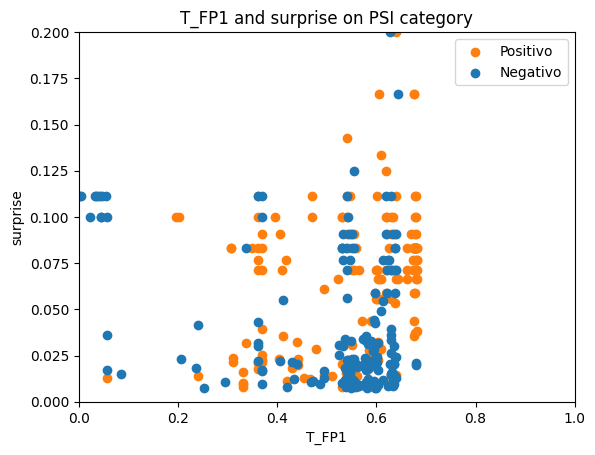 T_FP1 and surprise on PSI category
Positivo
Negativo
surprise
0.200
0.175
0.150
0.125
0.100
0.075
0.050
0.025
0.000
0.0 0.2 0.4 0.6 0.8 1.0
T_FP1